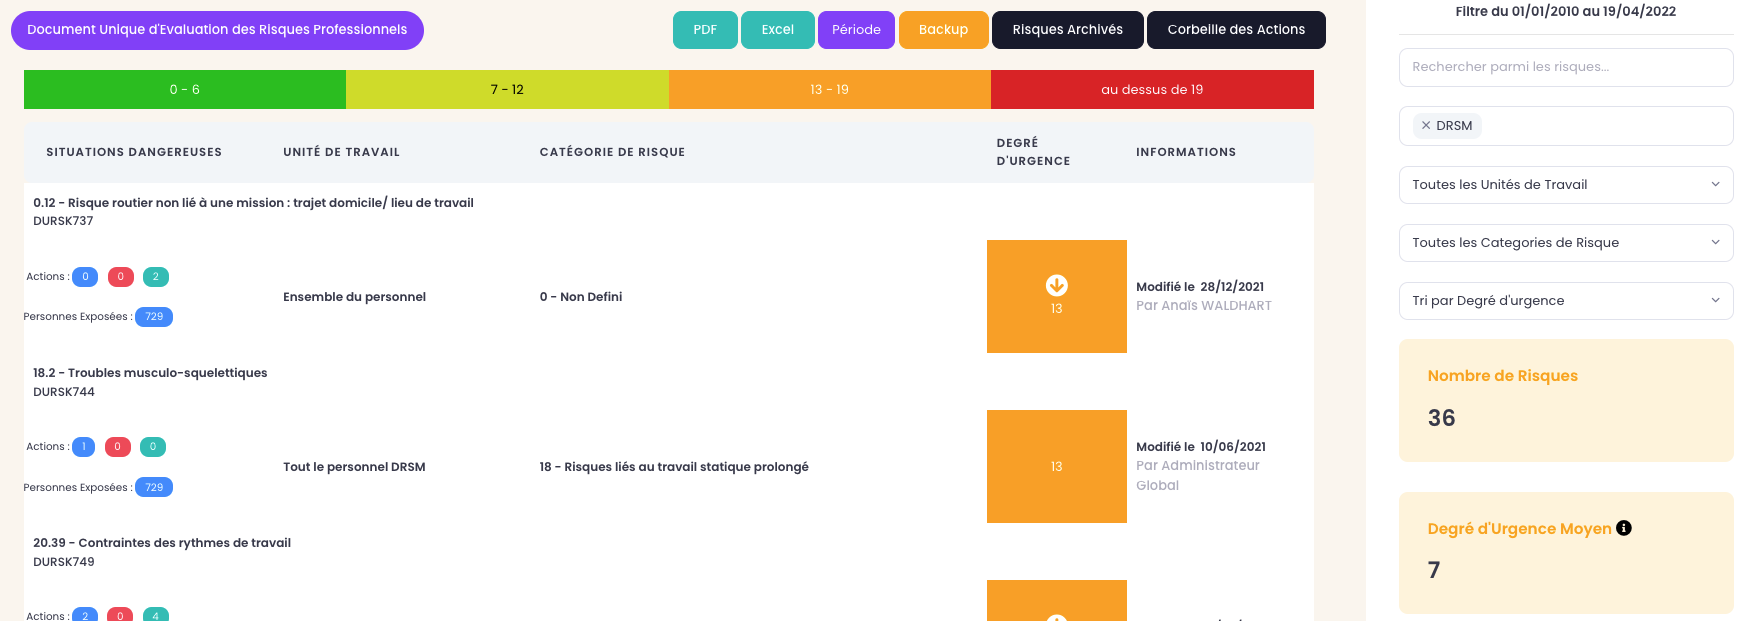 Document Unique d'Evaluation des Risques Professionnels
PDF
Excel
Période
Backup
Risques Archivés
Corbeille des Actions
0 - 6
7 - 12
13 - 19
au dessus de 19
SITUATIONS DANGEREUSES
UNITÉ DE TRAVAIL
CATÉGORIE DE RISQUE
DEGRÉ
D'URGENCE
INFORMATIONS
0.12 - Risque routier non lié à une mission : trajet domicile/ lieu de travail
DURSK737
Actions : 0 0 2
Personnes Exposées : 729
Ensemble du personnel
0 - Non Defini
13
Modifié le 28/12/2021
Par Anaïs WALDHART
18.2 - Troubles musculo-squelettiques
DURSK744
Actions : 1 0 0
Personnes Exposées : 729
Tout le personnel DRSM
18 - Risques liés au travail statique prolongé
13
Modifié le 10/06/2021
Par Administrateur
Global
20.39 - Contraintes des rythmes de travail
DURSK749
Actions : 2 0 4
Filtre du 01/01/2010 au 19/04/2022
Rechercher parmi les risques...
× DRSM
Toutes les Unités de Travail
Toutes les Categories de Risque
Tri par Degré d'urgence
Nombre de Risques
36
Degré d'Urgence Moyen
7